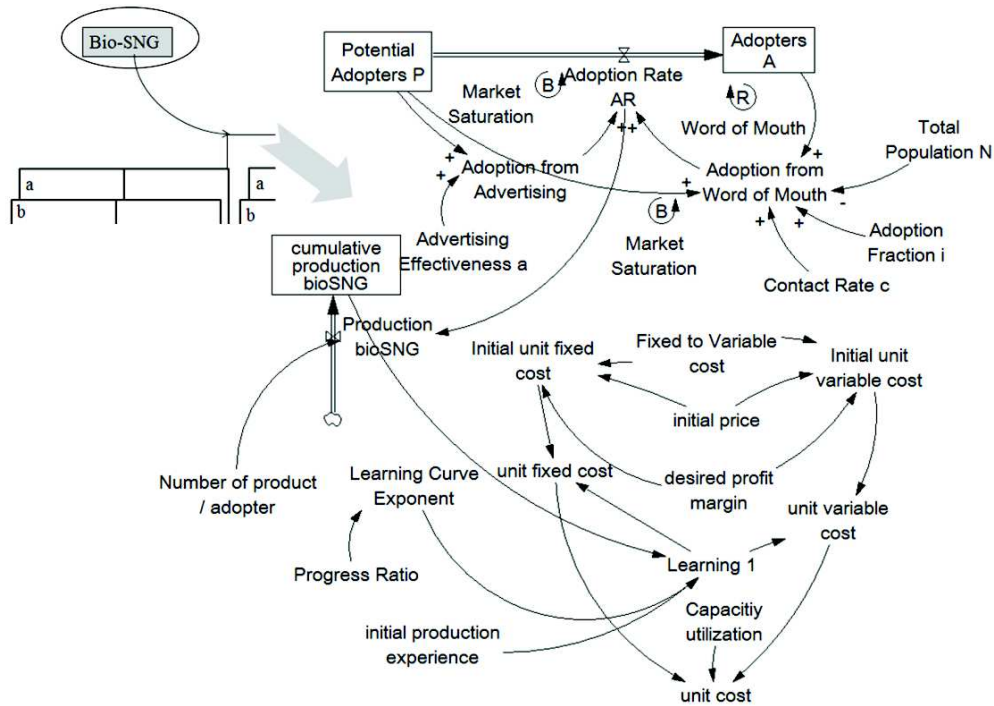 Bio-SNG
a
b
a
b
Potential
Adopters P
Adopters
A
B
Adoption Rate
AR
Market
Saturation
R
Word of Mouth
Total
Population N
++
+
+
Adoption from
Advertising
+
Adoption from
Word of Mouth
+
-
+
+
B
Market
Saturation
Adoption
Fraction i
Contact Rate c
Advertising
Effectiveness a
cumulative
production
bioSNG
Production
bioSNG
Initial unit fixed
cost
Fixed to Variable
cost
Initial unit
variable cost
initial price
Number of product
/ adopter
Learning Curve
Exponent
unit fixed cost
desired profit
margin
unit variable
cost
Progress Ratio
Learning 1
initial production
experience
Capacitiy
utilization
unit cost